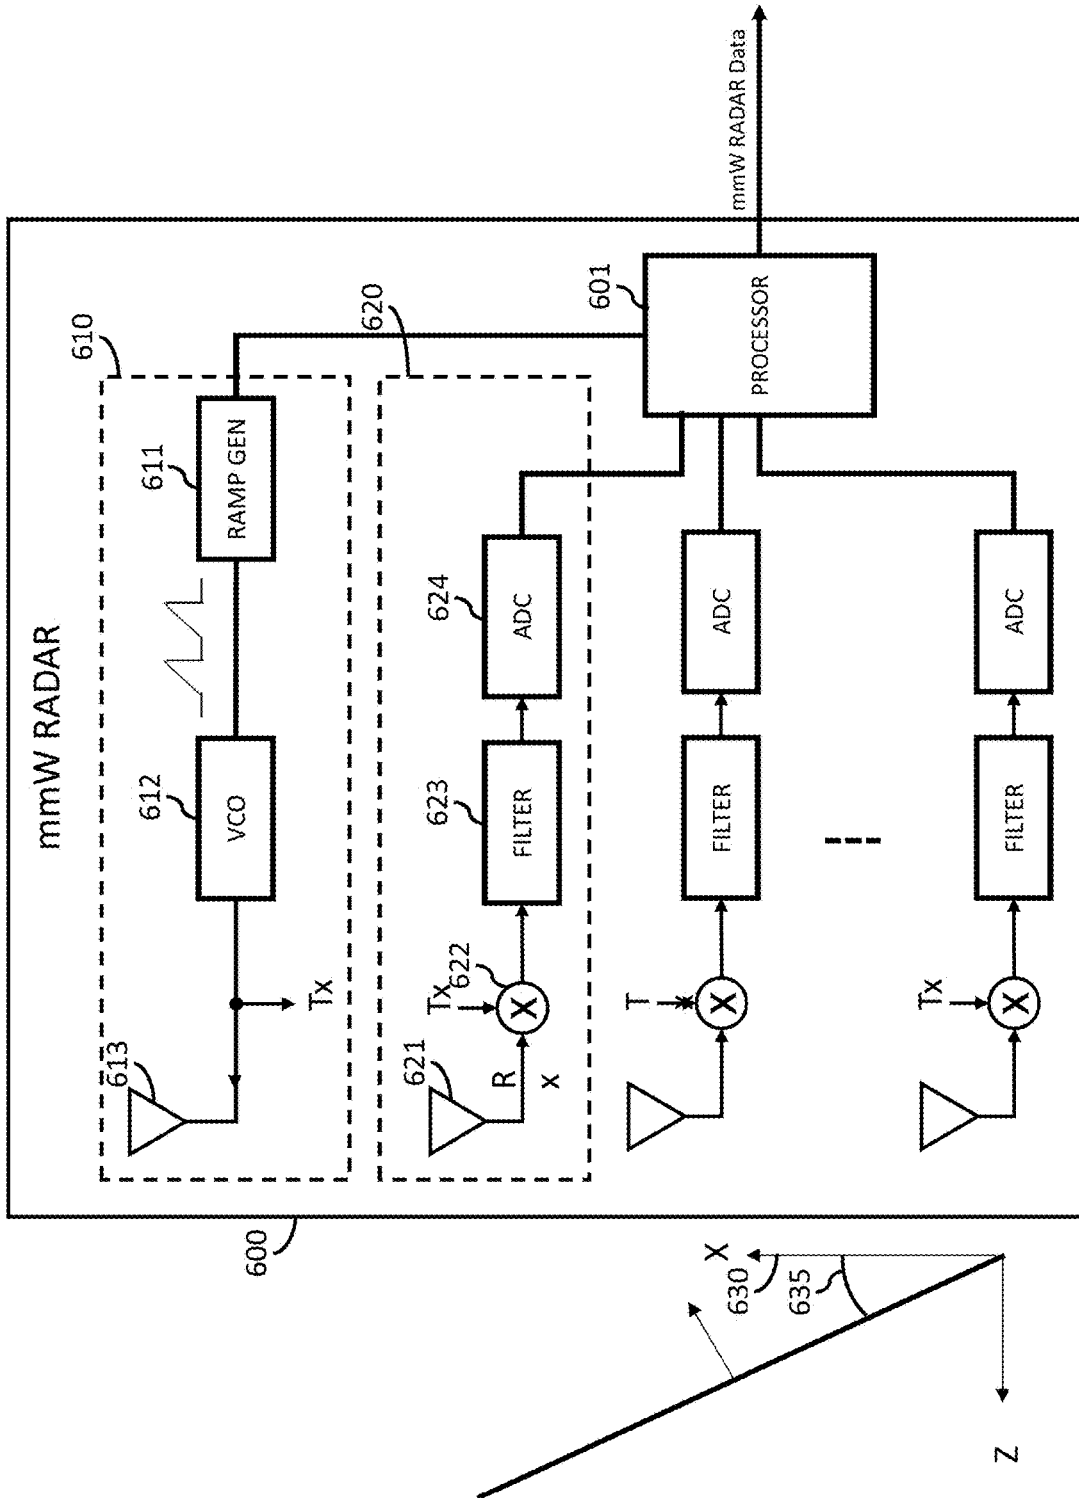 mmW RADAR
610
611
RAMP GEN
612
VCO
613
Tx
620
621
R
x
Tx
622
623
FILTER
624
ADC
T
x
X
FILTER
ADC
Tx
X
FILTER
ADC
X
601
PROCESSOR
mmW RADAR Data
600
X
630
635
Z